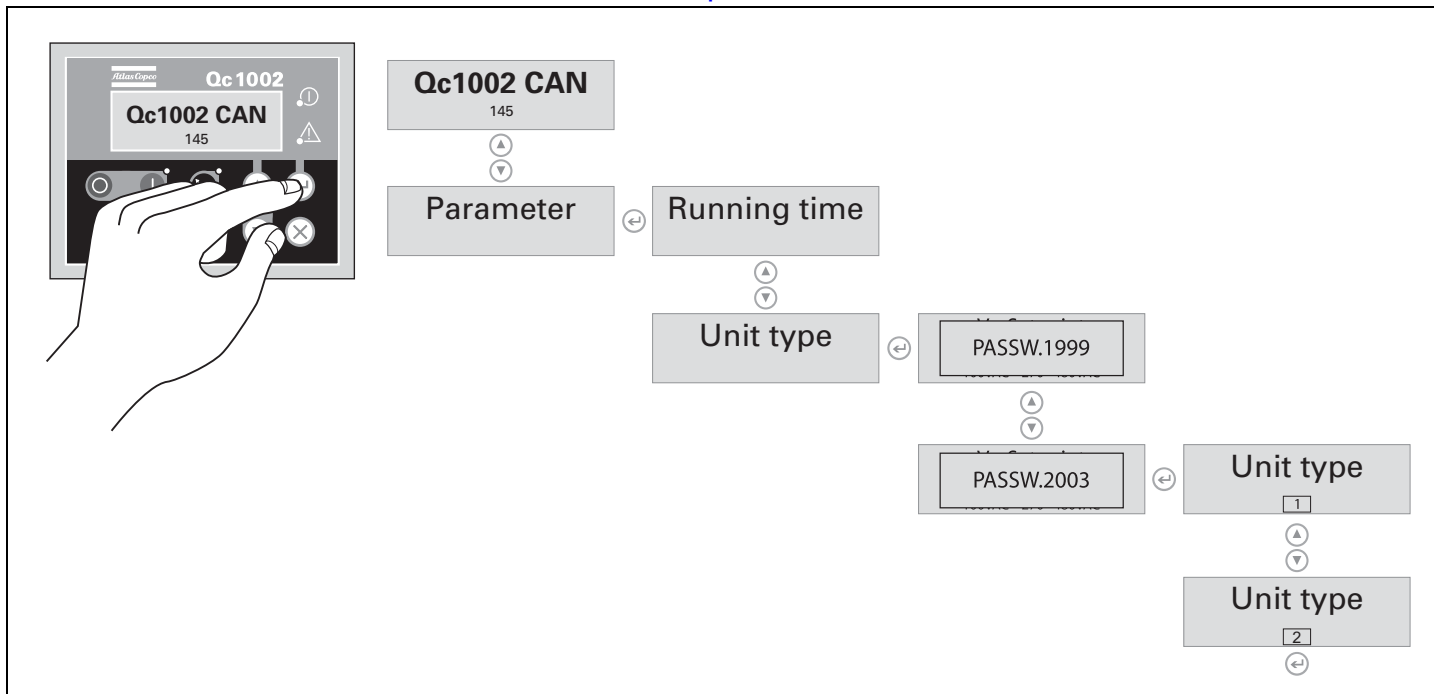 Atlas Copco
Qc1002
Qc1002 CAN
145
Qc1002 CAN
145
Parameter
Running time
Unit type
PASSW.1999
PASSW.2003
Unit type
1
Unit type
2